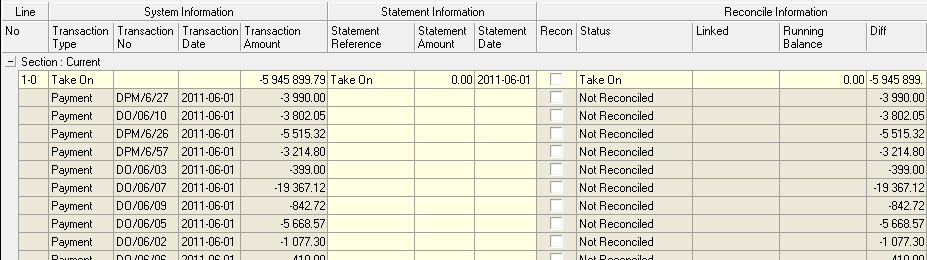 Line System Information Statement Information Reconcile Information
No Transaction Type Transaction No Transaction Date Transaction Amount Statement Reference Statement Amount Statement Date Recon Status Linked Running Balance Diff
Section : Current
1-0 Take On -5 945 899.79 Take On 0.00 2011-06-01 Take On 0.00 -5 945 899.
Payment DPM/6/27 2011-06-01 -3 990.00 Not Reconciled -3 990.00
Payment DO/06/10 2011-06-01 -3 802.05 Not Reconciled -3 802.05
Payment DPM/6/26 2011-06-01 -5 515.32 Not Reconciled -5 515.32
Payment DPM/6/57 2011-06-01 -3 214.80 Not Reconciled -3 214.80
Payment DO/06/03 2011-06-01 -399.00 Not Reconciled -399.00
Payment DO/06/07 2011-06-01 -19 367.12 Not Reconciled -19 367.12
Payment DO/06/09 2011-06-01 -842.72 Not Reconciled -842.72
Payment DO/06/05 2011-06-01 -5 668.57 Not Reconciled -5 668.57
Payment DO/06/02 2011-06-01 -1 077.30 Not Reconciled -1 077.30
Payment DO/06/06 2011-06-01 -410.00 Not Reconciled -410.00